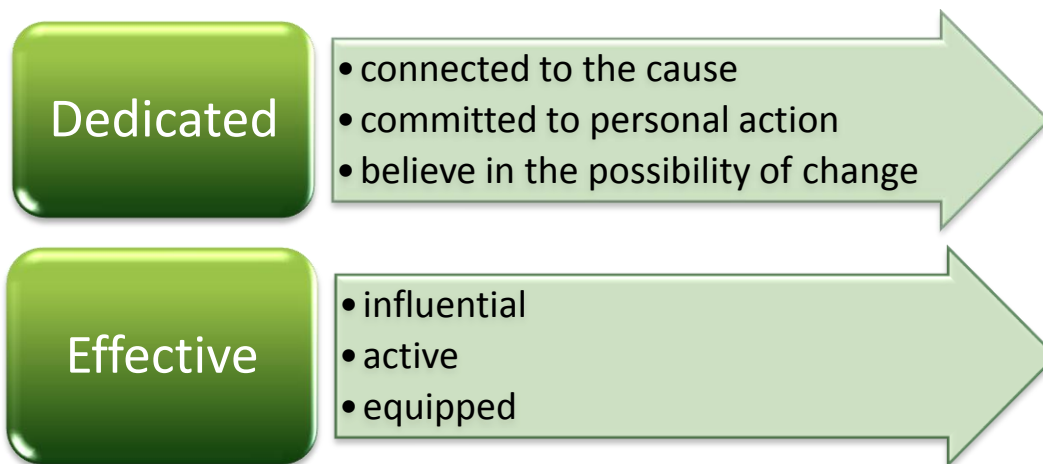 Dedicated
• connected to the cause
• committed to personal action
• believe in the possibility of change
Effective
• influential
• active
• equipped